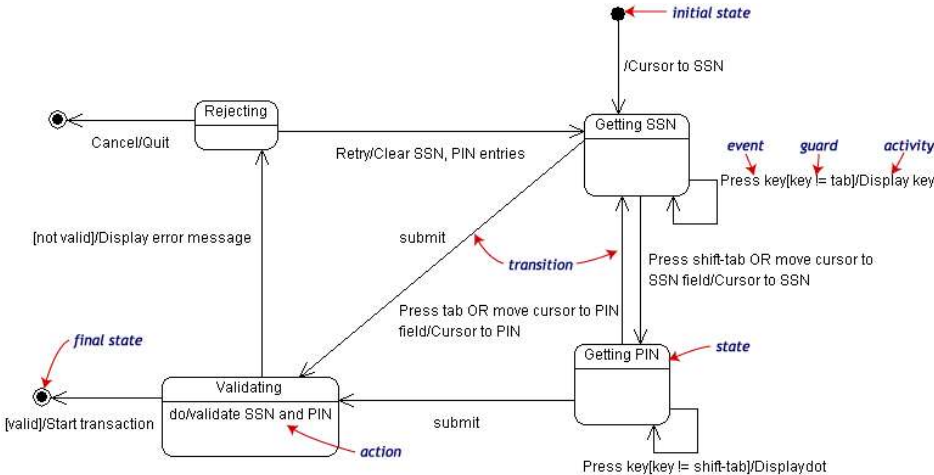 initial state
/Cursor to SSN
Rejecting
Getting SSN
Cancel/Quit
Retry/Clear SSN, PIN entries
event
guard
activity
Press key[key != tab]/Display key
[not valid]/Display error message
submit
transition
Press shift-tab OR move cursor to
SSN field/Cursor to SSN
Press tab OR move cursor to PIN
field/Cursor to PIN
final state
Getting PIN
state
Validating
do/validate SSN and PIN
[valid]/Start transaction
submit
action
Press key[key != shift-tab]/Displaydot